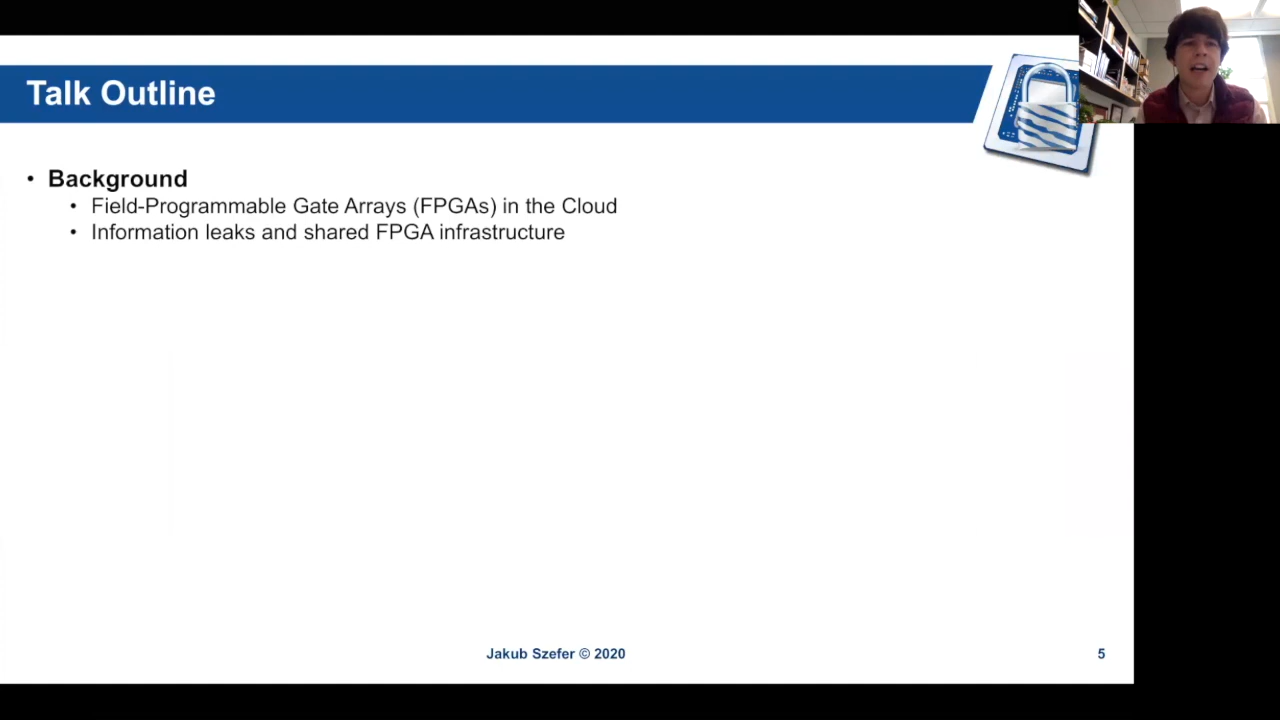 Talk Outline
• Background
• Field-Programmable Gate Arrays (FPGAs) in the Cloud
• Information leaks and shared FPGA infrastructure
Jakub Szefer © 2020
5